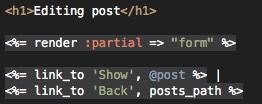 <h1>Editing post</h1>
<%= render :partial => "form" %>
<%= link_to 'Show', @post %> |
<%= link_to 'Back', posts_path %>